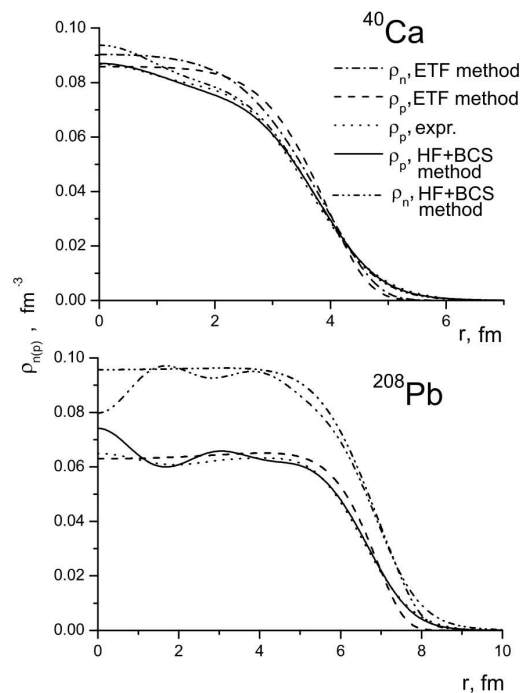 ⁴⁰Ca
0.10
0.08
0.06
0.04
0.02
0.00
ρₙ, ETF method
ρₚ, ETF method
ρₚ, expr.
ρₚ, HF+BCS
method
ρₙ, HF+BCS
method
0 2 4 6
r, fm
ρₙ₍ₚ₎ , fm⁻³
²⁰⁸Pb
0.10
0.08
0.06
0.04
0.02
0.00
0 2 4 6 8 10
r, fm